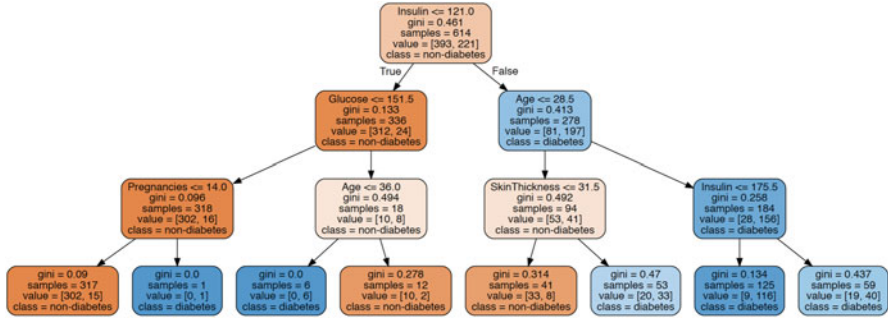 Insulin <= 121.0
gini = 0.461
samples = 614
value = [393, 221]
class = non-diabetes
True
False
Glucose <= 151.5
gini = 0.133
samples = 336
value = [312, 24]
class = non-diabetes
Age <= 28.5
gini = 0.413
samples = 278
value = [81, 197]
class = diabetes
Pregnancies <= 14.0
gini = 0.096
samples = 318
value = [302, 16]
class = non-diabetes
Age <= 36.0
gini = 0.494
samples = 18
value = [10, 8]
class = non-diabetes
SkinThickness <= 31.5
gini = 0.492
samples = 94
value = [53, 41]
class = non-diabetes
Insulin <= 175.5
gini = 0.258
samples = 184
value = [28, 156]
class = diabetes
gini = 0.09
samples = 317
value = [302, 15]
class = non-diabetes
gini = 0.0
samples = 1
value = [0, 1]
class = diabetes
gini = 0.0
samples = 6
value = [0, 6]
class = diabetes
gini = 0.278
samples = 12
value = [10, 2]
class = non-diabetes
gini = 0.314
samples = 41
value = [33, 8]
class = non-diabetes
gini = 0.47
samples = 53
value = [20, 33]
class = diabetes
gini = 0.134
samples = 125
value = [9, 116]
class = diabetes
gini = 0.437
samples = 59
value = [19, 40]
class = diabetes